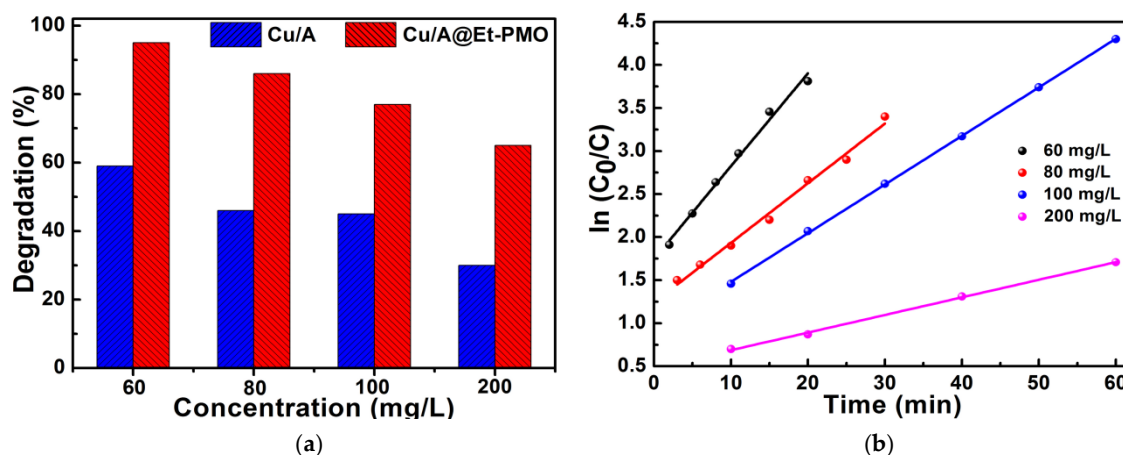 100
80
60
40
20
0
Degradation (%)
Cu/A
Cu/A@Et-PMO
60 80 100 200
Concentration (mg/L)
(a)
4.5
4.0
3.5
3.0
2.5
2.0
1.5
1.0
0.5
ln (C₀/C)
60 mg/L
80 mg/L
100 mg/L
200 mg/L
0 10 20 30 40 50 60
Time (min)
(b)